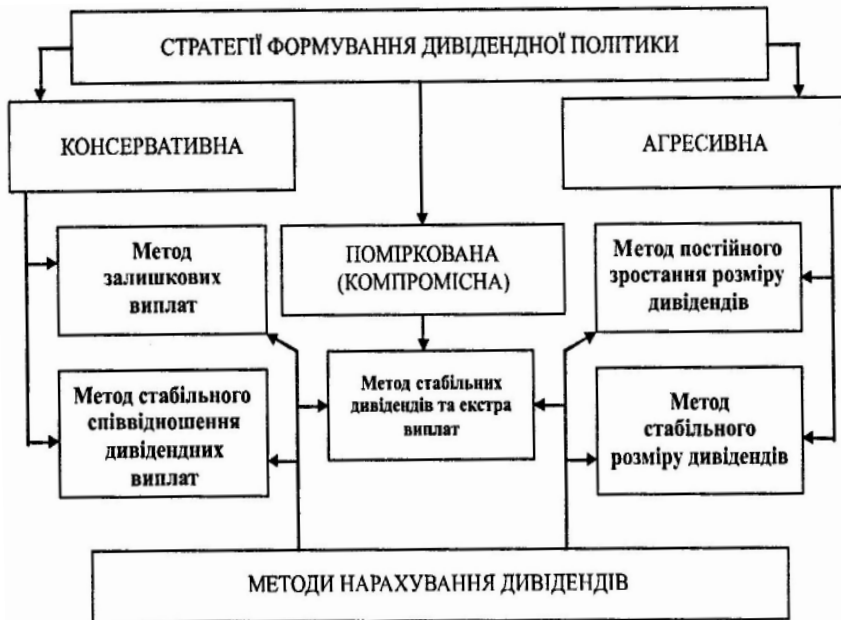 СТРАТЕГІЇ ФОРМУВАННЯ ДИВІДЕНДНОЇ ПОЛІТИКИ
КОНСЕРВАТИВНА
АГРЕСИВНА
Метод
залишкових
виплат
ПОМІРКОВАНА
(КОМПРОМІСНА)
Метод постійного
зростання розміру
дивідендів
Метод стабільного
співвідношення
дивідендних
виплат
Метод стабільних
дивідендів та екстра
виплат
Метод
стабільного
розміру дивідендів
МЕТОДИ НАРАХУВАННЯ ДИВІДЕНДІВ